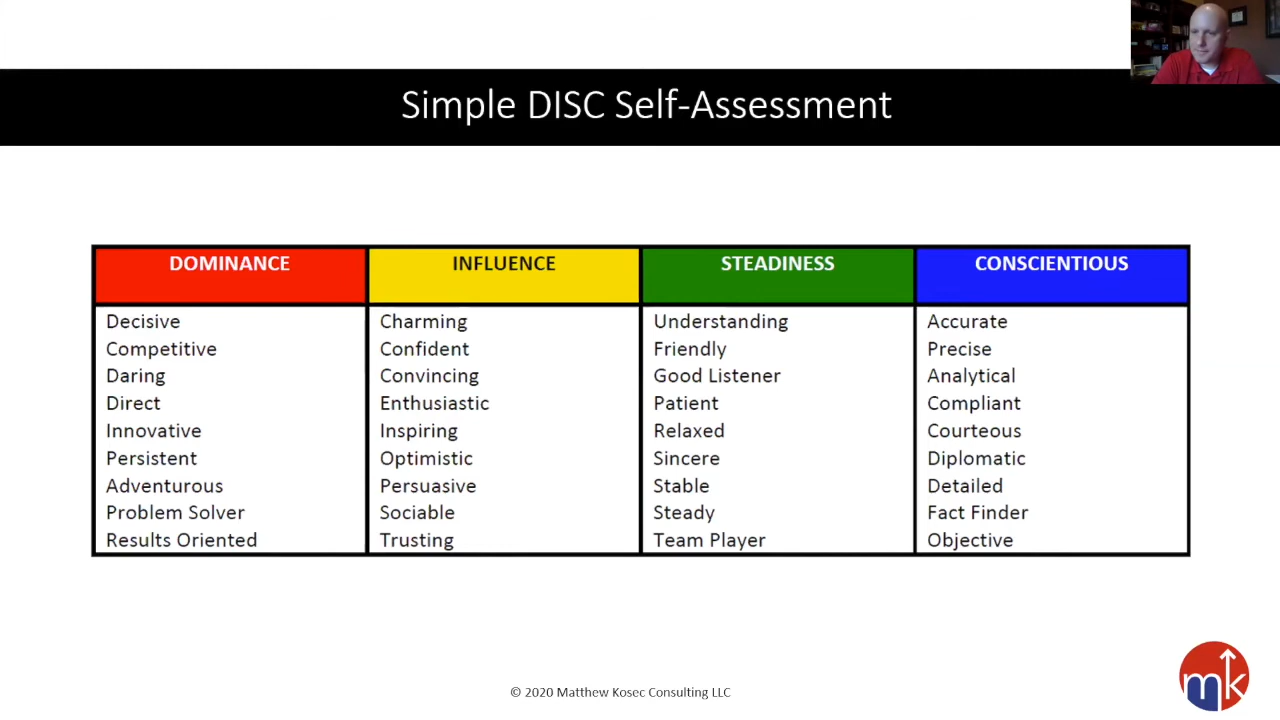 Simple DISC Self-Assessment
DOMINANCE
INFLUENCE
STEADINESS
CONSCIENTIOUS
Decisive
Competitive
Daring
Direct
Innovative
Persistent
Adventurous
Problem Solver
Results Oriented
Charming
Confident
Convincing
Enthusiastic
Inspiring
Optimistic
Persuasive
Sociable
Trusting
Understanding
Friendly
Good Listener
Patient
Relaxed
Sincere
Stable
Steady
Team Player
Accurate
Precise
Analytical
Compliant
Courteous
Diplomatic
Detailed
Fact Finder
Objective
© 2020 Matthew Kosec Consulting LLC
mk